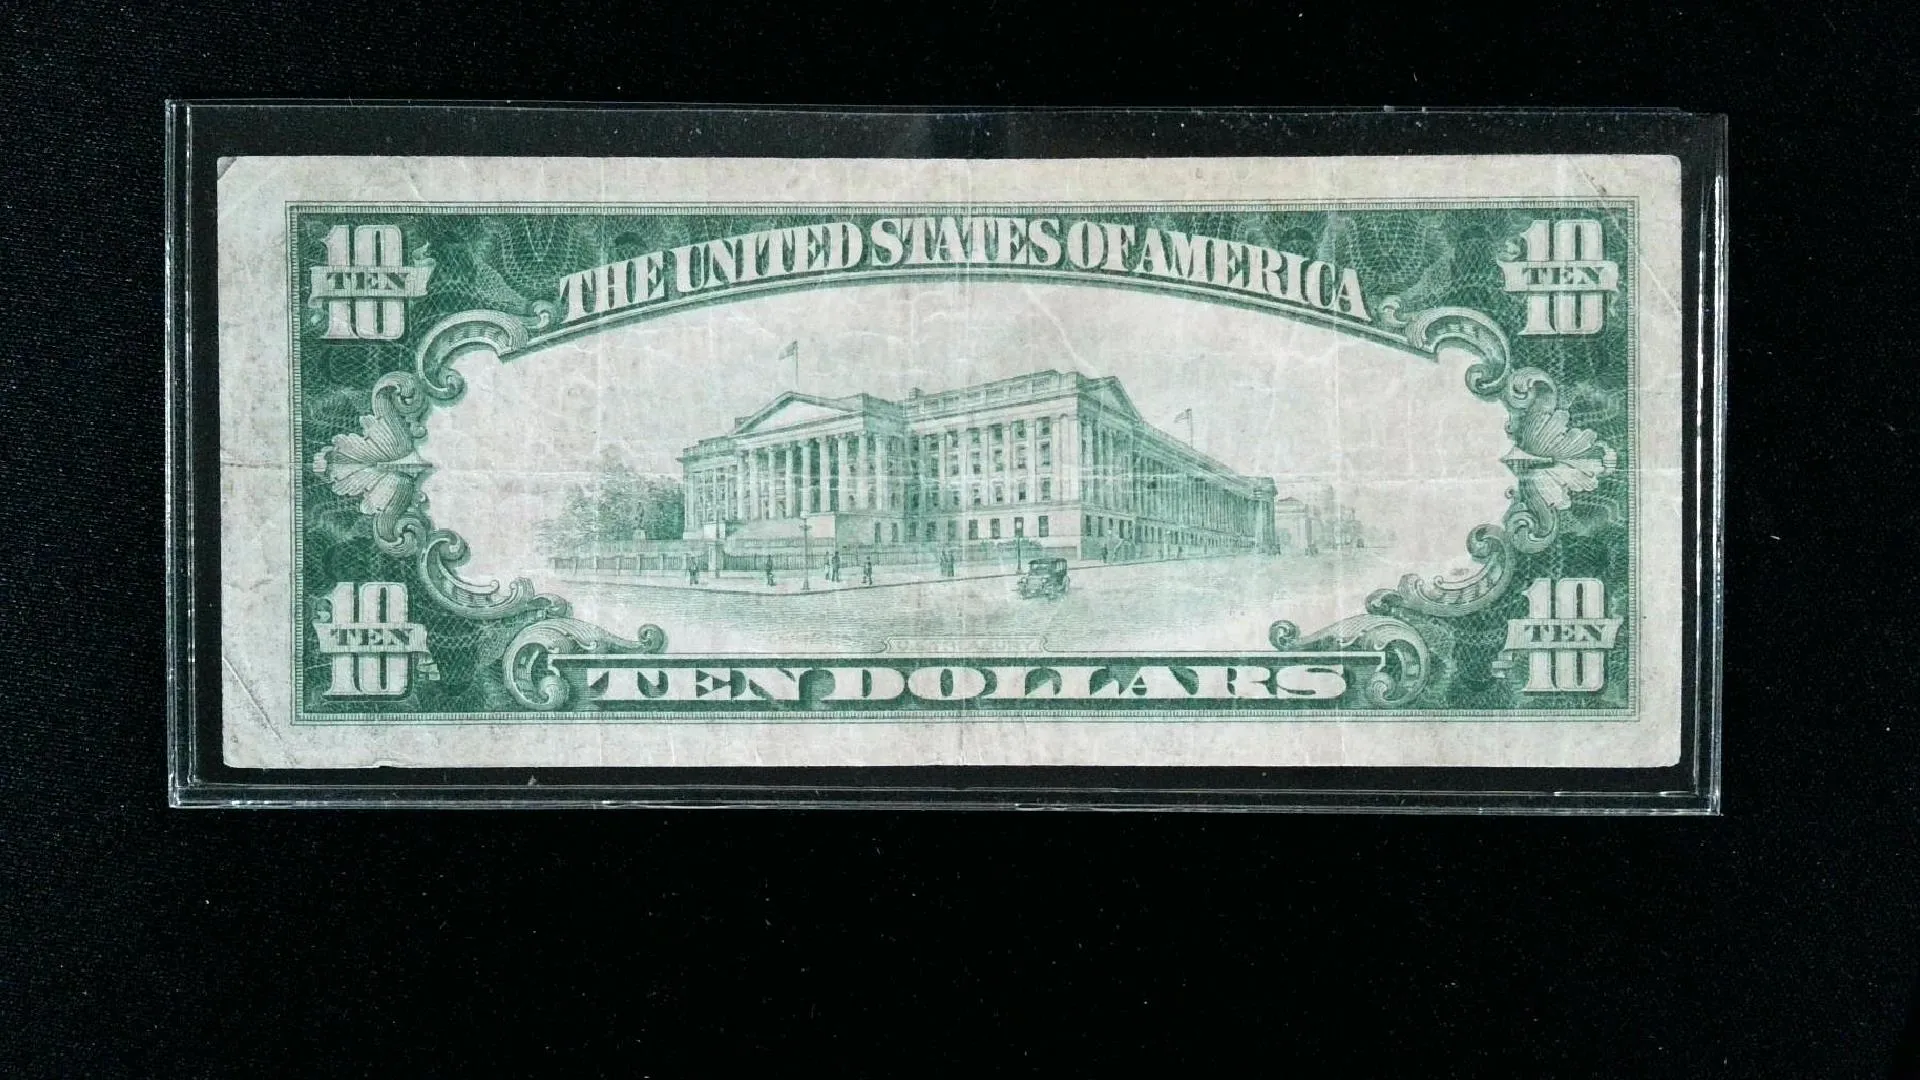 10 TEN 10
THE UNITED STATES OF AMERICA
10 TEN 10
U.S. TREASURY
10 TEN 10
TEN DOLLARS
10 TEN 10